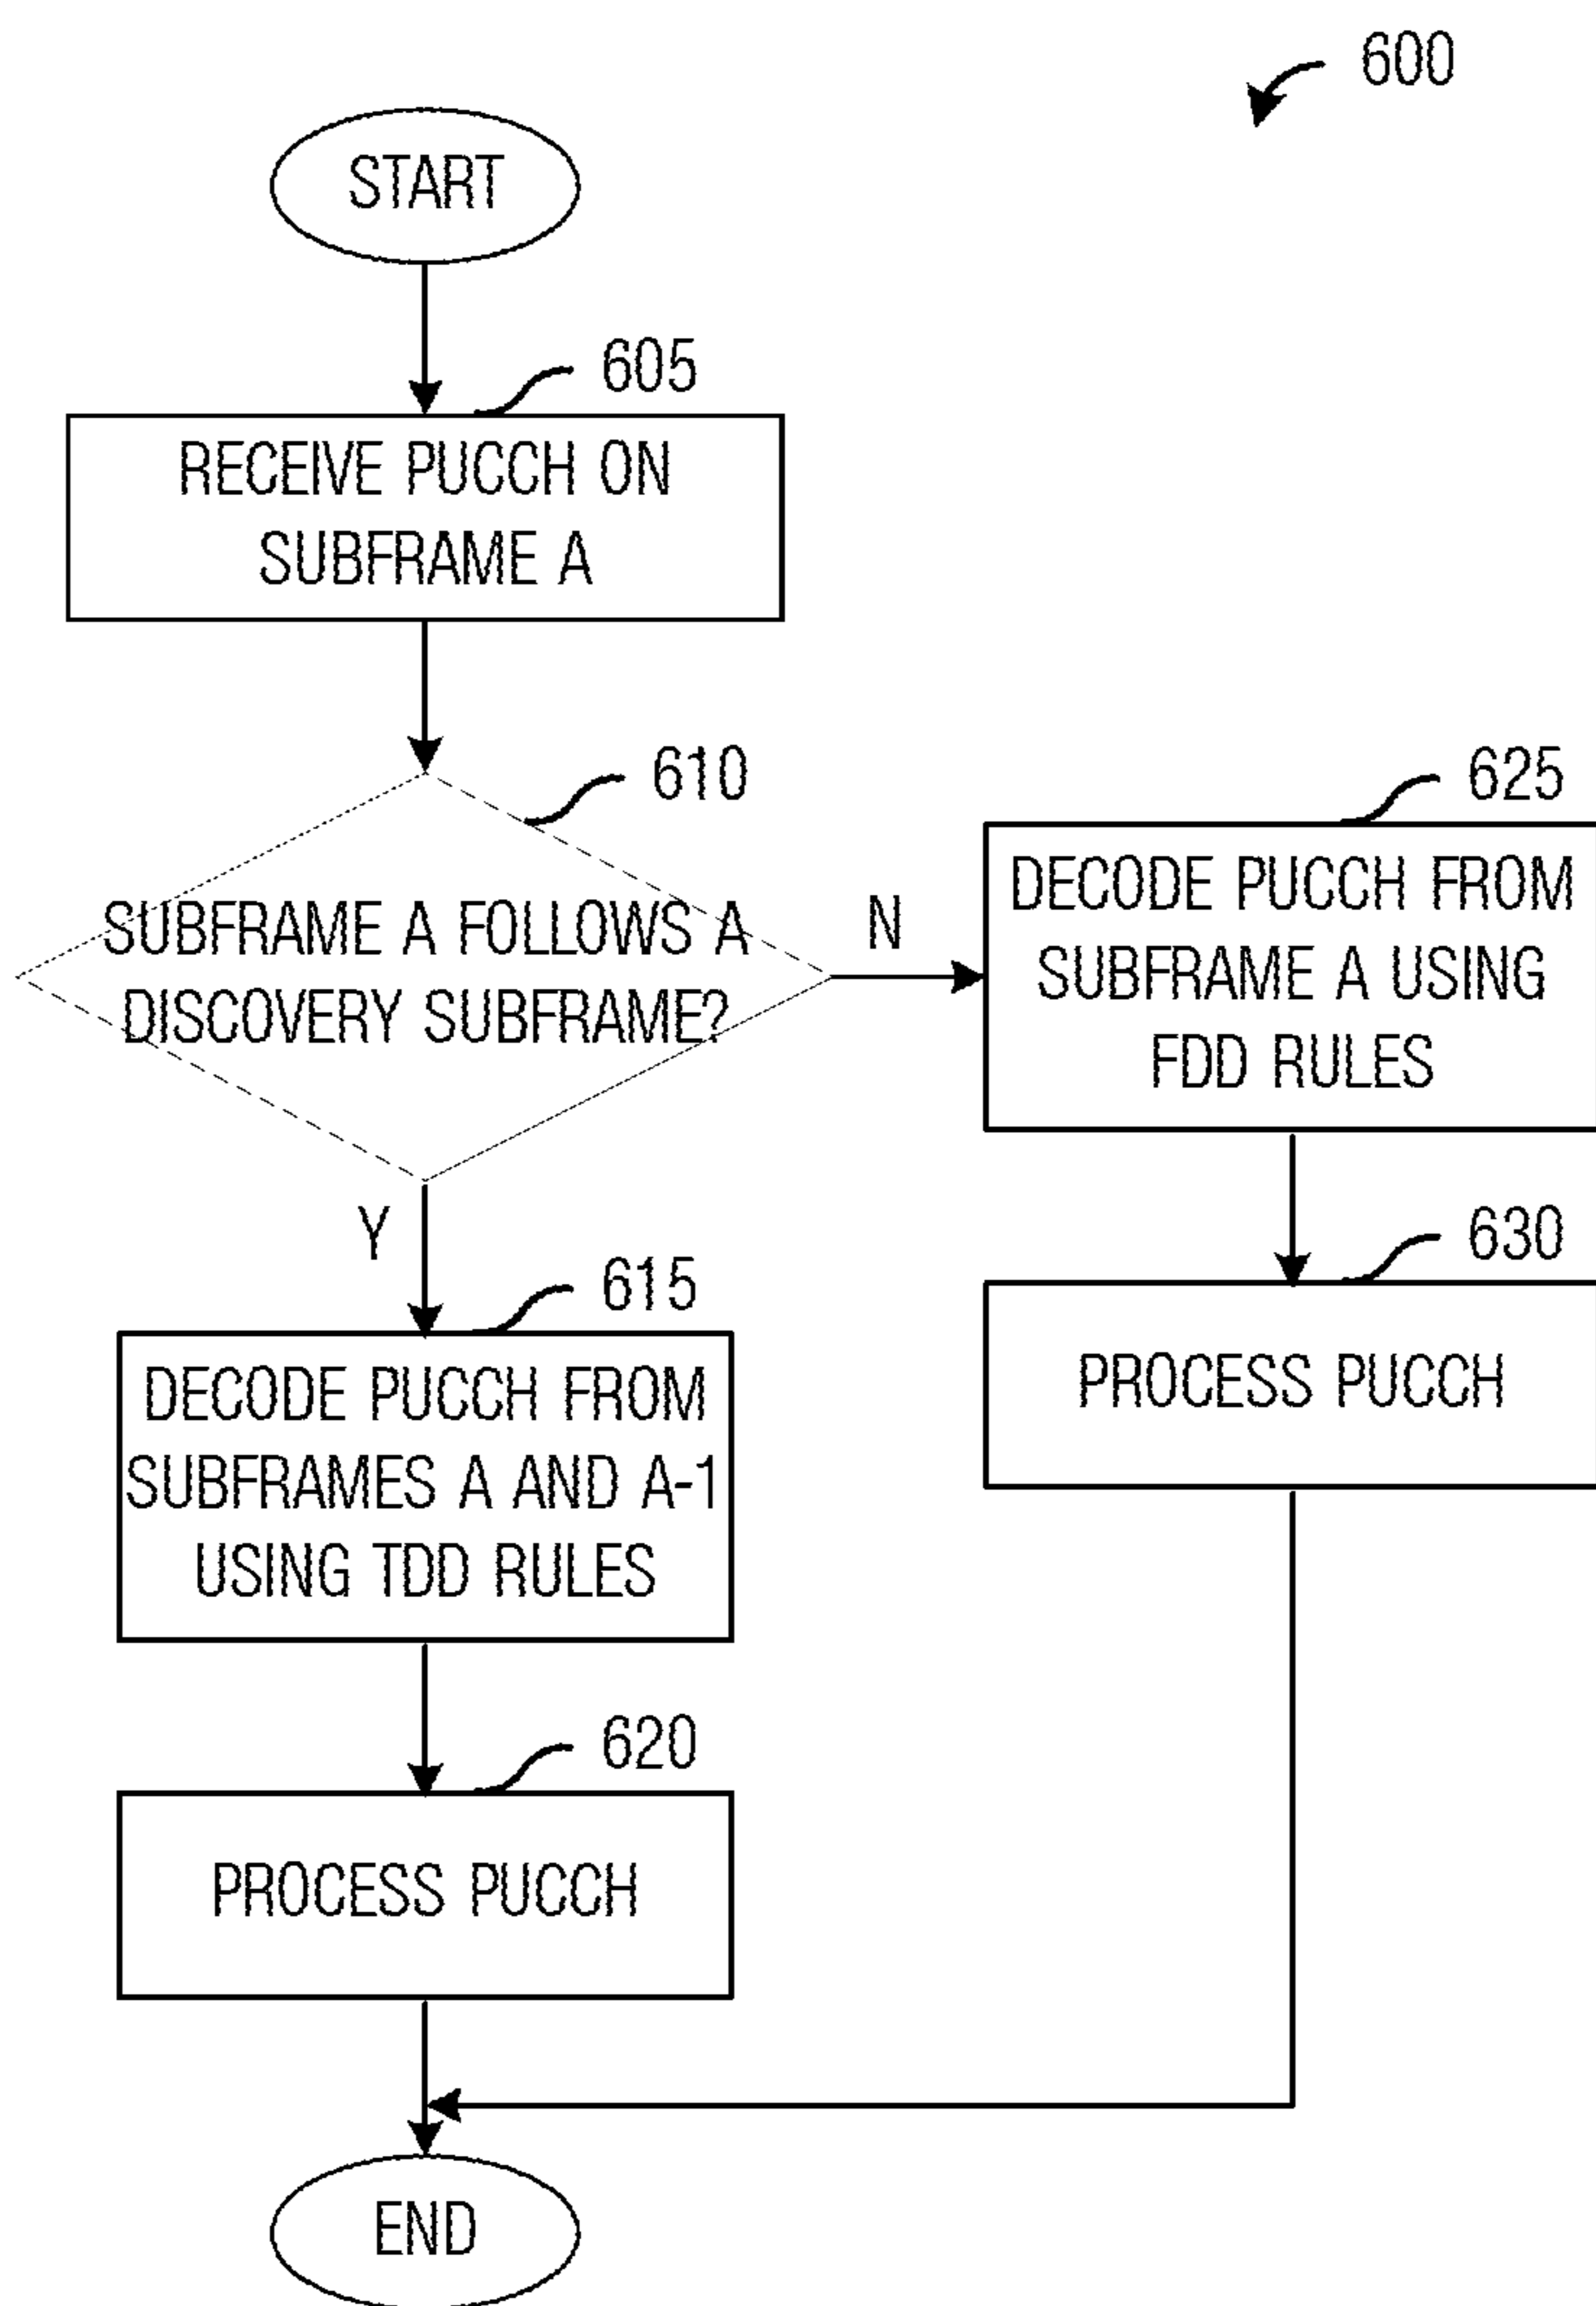 600
START
605
RECEIVE PUCCH ON
SUBFRAME A
610
SUBFRAME A FOLLOWS A
DISCOVERY SUBFRAME?
N
Y
625
DECODE PUCCH FROM
SUBFRAME A USING
FDD RULES
630
PROCESS PUCCH
615
DECODE PUCCH FROM
SUBFRAMES A AND A-1
USING TDD RULES
620
PROCESS PUCCH
END